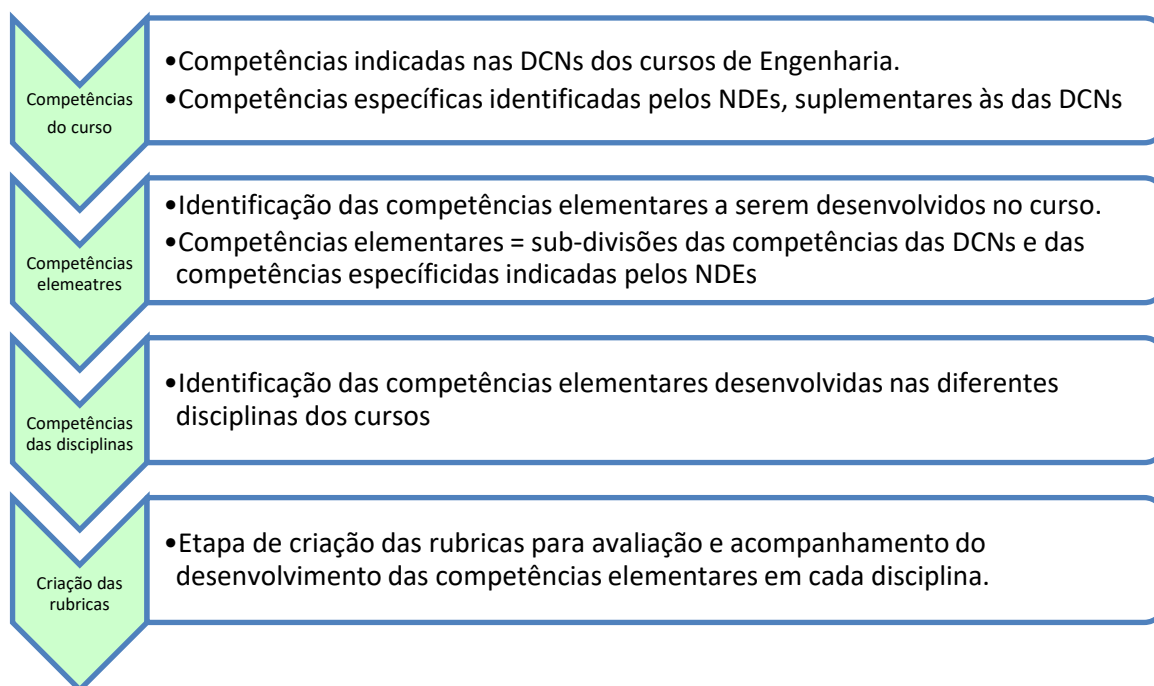 Competências
do curso
•Competências indicadas nas DCNs dos cursos de Engenharia.
•Competências específicas identificadas pelos NDEs, suplementares às das DCNs
Competências
elemeatres
•Identificação das competências elementares a serem desenvolvidos no curso.
•Competências elementares = sub-divisões das competências das DCNs e das
competências específicidas indicadas pelos NDEs
Competências
das disciplinas
•Identificação das competências elementares desenvolvidas nas diferentes
disciplinas dos cursos
Criação das
rubricas
•Etapa de criação das rubricas para avaliação e acompanhamento do
desenvolvimento das competências elementares em cada disciplina.